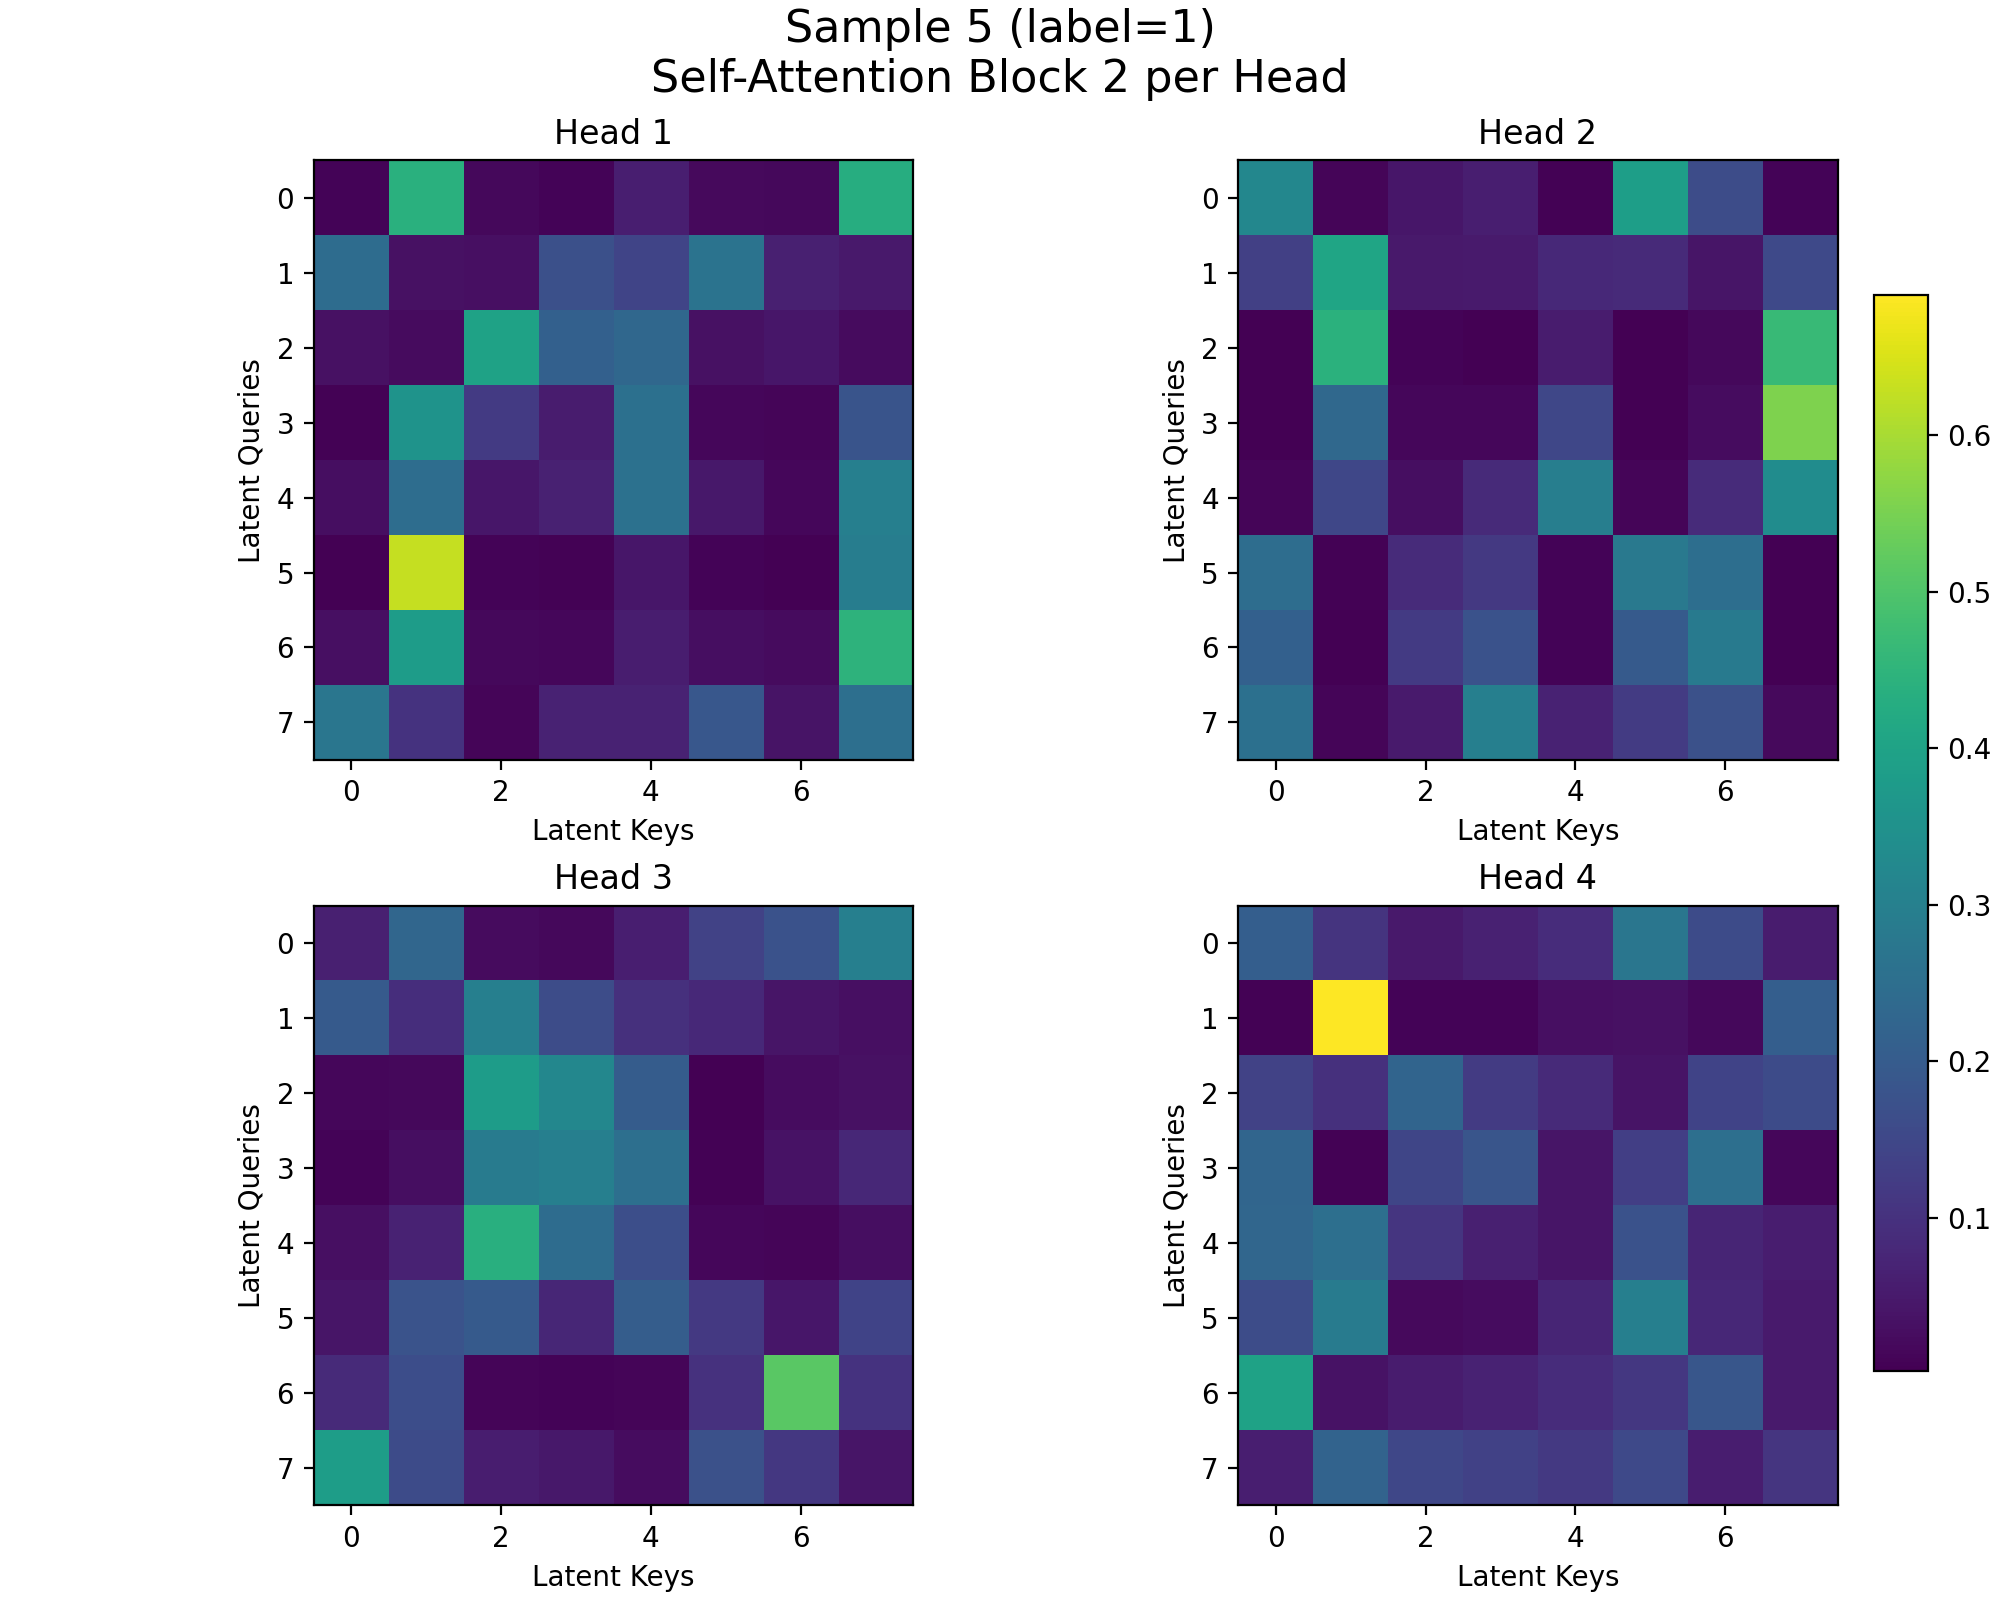 Sample 5 (label=1)
Self-Attention Block 2 per Head
Head 1
Latent Queries
0
1
2
3
4
5
6
7
0 2 4 6
Latent Keys
Head 2
Latent Queries
0
1
2
3
4
5
6
7
0 2 4 6
Latent Keys
Head 3
Latent Queries
0
1
2
3
4
5
6
7
0 2 4 6
Latent Keys
Head 4
Latent Queries
0
1
2
3
4
5
6
7
0 2 4 6
Latent Keys
0.6
0.5
0.4
0.3
0.2
0.1